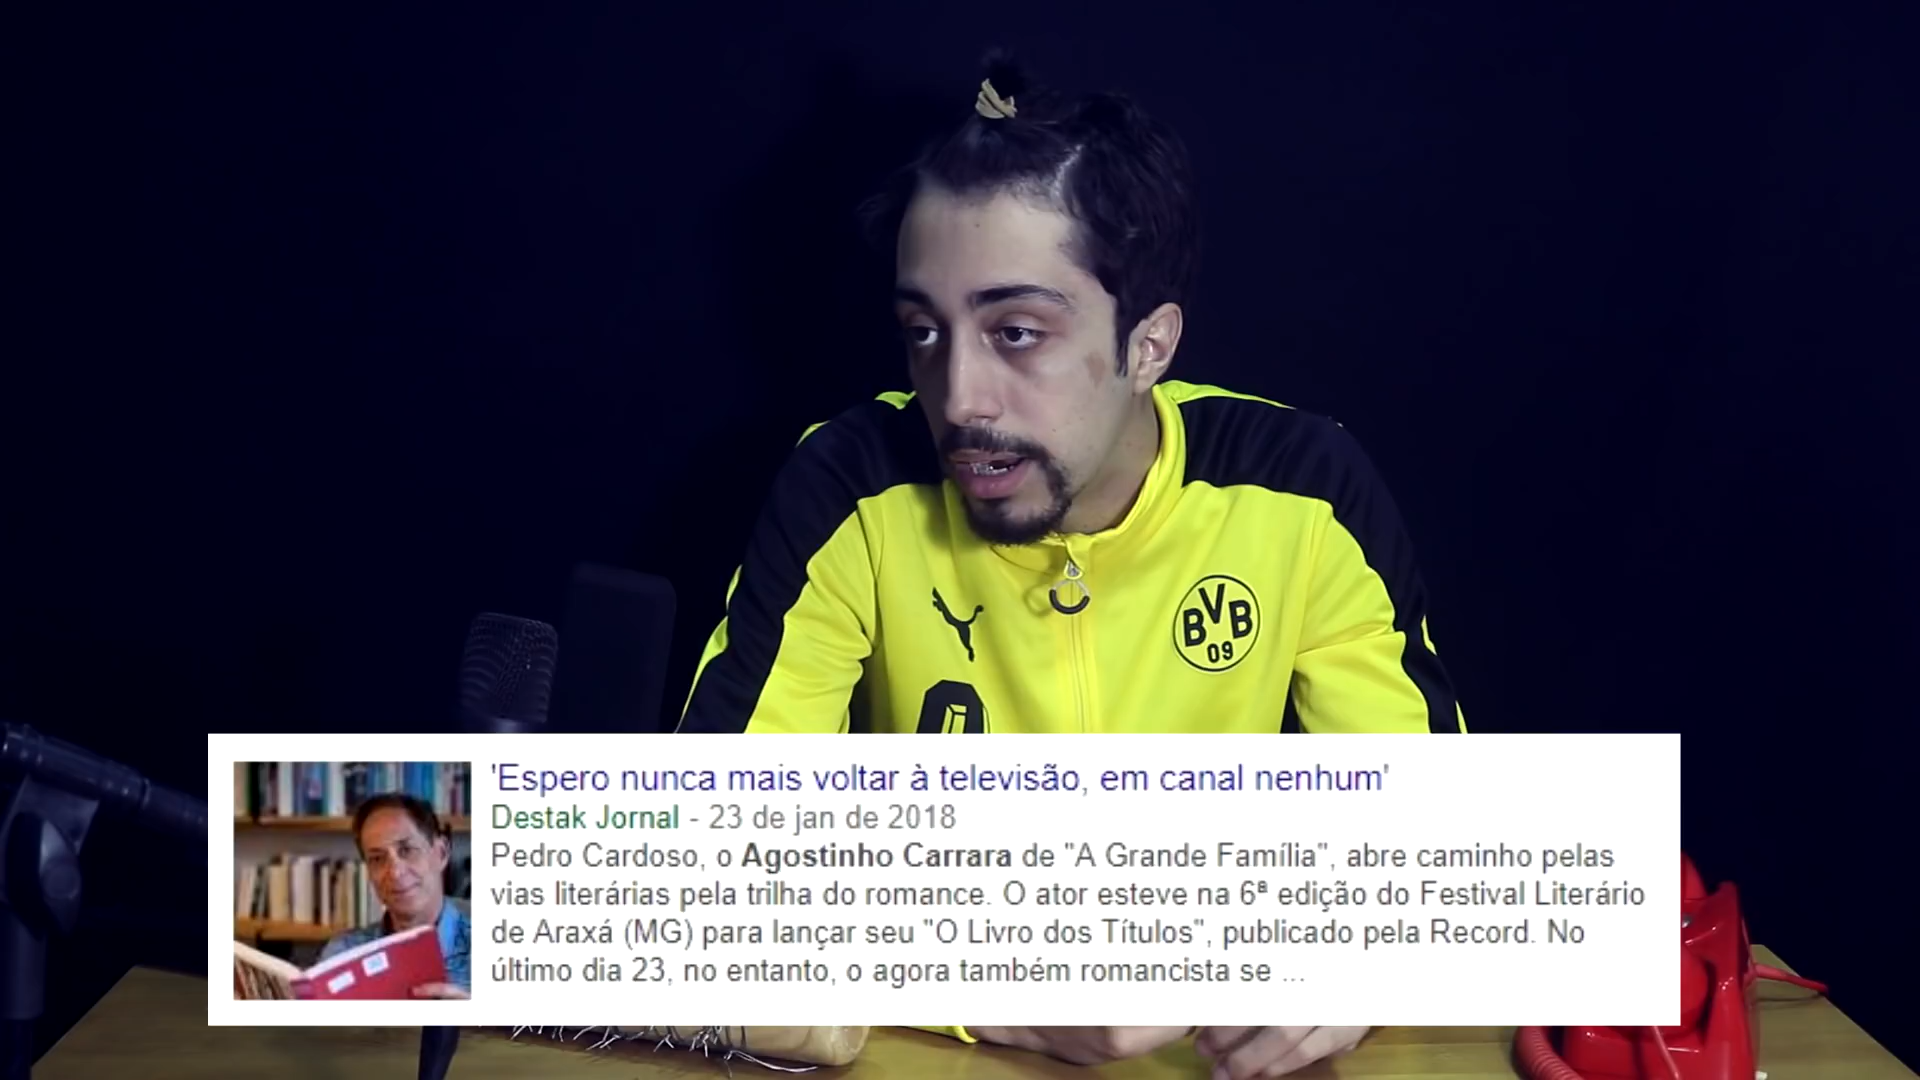 BVB
09
'Espero nunca mais voltar à televisão, em canal nenhum'
Destak Jornal - 23 de jan de 2018
Pedro Cardoso, o Agostinho Carrara de "A Grande Família", abre caminho pelas
vias literárias pela trilha do romance. O ator esteve na 6ª edição do Festival Literário
de Araxá (MG) para lançar seu "O Livro dos Títulos", publicado pela Record. No
último dia 23, no entanto, o agora também romancista se ...